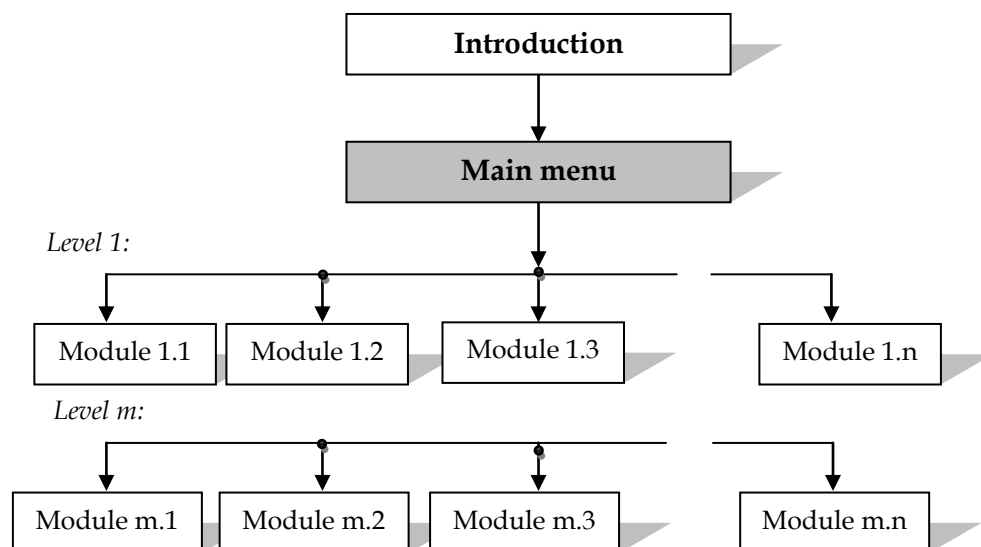 Introduction
Main menu
Level 1:
Module 1.1 Module 1.2 Module 1.3 Module 1.n
Level m:
Module m.1 Module m.2 Module m.3 Module m.n